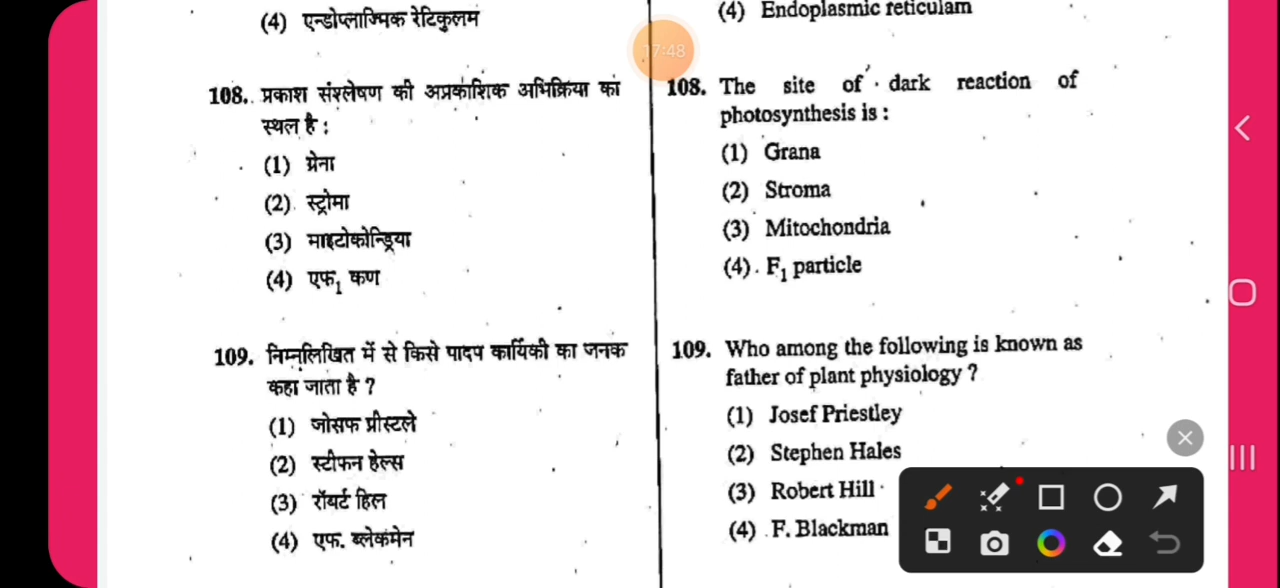 (4) एन्डोप्लाज्मिक रेटिकुलम
108. प्रकाश संश्लेषण की अप्रकाशिक अभिक्रिया का
स्थल है :
(1) ग्रेना
(2) स्ट्रोमा
(3) माइटोकोन्ड्रिया
(4) एफ1 कण
109. निम्नलिखित में से किसे पादप कार्यिकी का जनक
कहा जाता है ?
(1) जोसफ प्रीस्टले
(2) स्टीफन हेल्स
(3) रॉबर्ट हिल
(4) एफ. ब्लेकमेन
(4) Endoplasmic reticulam
17:48
108. The site of dark reaction of
photosynthesis is :
(1) Grana
(2) Stroma
(3) Mitochondria
(4) F1 particle
109. Who among the following is known as
father of plant physiology ?
(1) Josef Priestley
(2) Stephen Hales
(3) Robert Hill
(4) F. Blackman